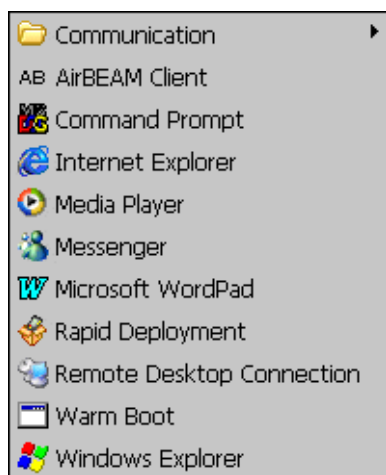 Communication
AB AirBEAM Client
Command Prompt
Internet Explorer
Media Player
Messenger
Microsoft WordPad
Rapid Deployment
Remote Desktop Connection
Warm Boot
Windows Explorer